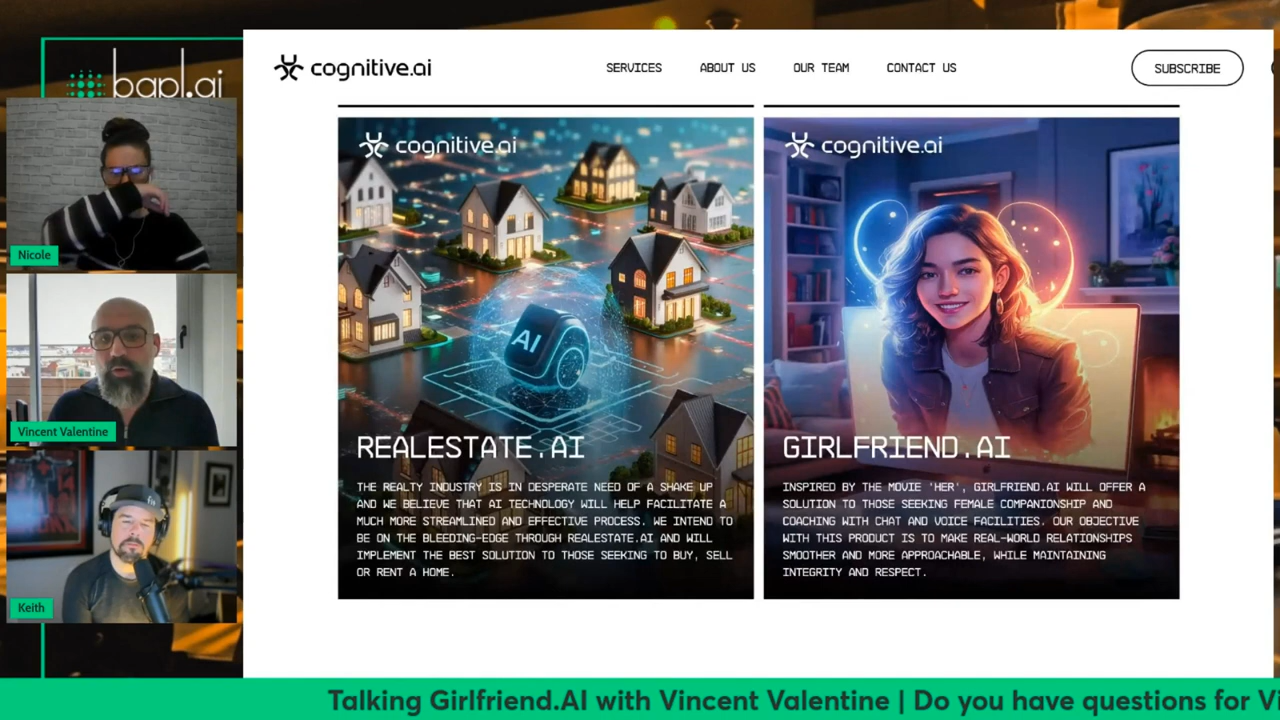 bapl.ai
cognitive.ai
SERVICES
ABOUT US
OUR TEAM
CONTACT US
SUBSCRIBE
Nicole
Vincent Valentine
Keith
cognitive.ai
AI
REALESTATE.AI
THE REALTY INDUSTRY IS IN DESPERATE NEED OF A SHAKE UP
AND WE BELIEVE THAT AI TECHNOLOGY WILL HELP FACILITATE A
MUCH MORE STREAMLINED AND EFFECTIVE PROCESS. WE INTEND TO
BE ON THE BLEEDING-EDGE THROUGH REALESTATE.AI AND WILL
IMPLEMENT THE BEST SOLUTION TO THOSE SEEKING TO BUY, SELL
OR RENT A HOME.
cognitive.ai
GIRLFRIEND.AI
INSPIRED BY THE MOVIE 'HER', GIRLFRIEND.AI WILL OFFER A
SOLUTION TO THOSE SEEKING FEMALE COMPANIONSHIP AND
COACHING WITH CHAT AND VOICE FACILITIES. OUR OBJECTIVE
WITH THIS PRODUCT IS TO MAKE REAL-WORLD RELATIONSHIPS
SMOOTHER AND MORE APPROACHABLE, WHILE MAINTAINING
INTEGRITY AND RESPECT.
Talking Girlfriend.AI with Vincent Valentine | Do you have questions for